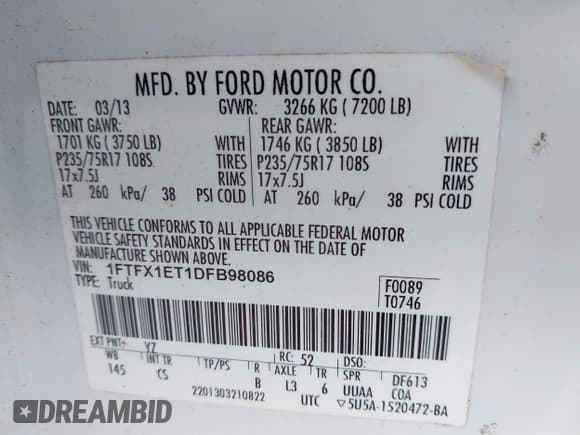 MFD. BY FORD MOTOR CO.
DATE: 03/13 GVWR: 3266 KG ( 7200 LB)
FRONT GAWR: REAR GAWR:
1701 KG ( 3750 LB) WITH 1746 KG ( 3850 LB) WITH
P235/75R17 108S TIRES P235/75R17 108S TIRES
17x7.5J RIMS 17x7.5J RIMS
AT 260 kPa/ 38 PSI COLD AT 260 kPa/ 38 PSI COLD
THIS VEHICLE CONFORMS TO ALL APPLICABLE FEDERAL MOTOR
VEHICLE SAFETY STANDARDS IN EFFECT ON THE DATE OF
MANUFACTURE SHOWN ABOVE.
VIN: 1FTFX1ET1DFB98086 F0089
TYPE: Truck T0746
EXT PNT: YZ RC: 52 DSO:
WB INT TR TP/PS R AXLE TR SPR DF613
145 CS B L3 6 UUAA COA
2201303210822 UTC ▽5U5A-1520472-BA
DREAMBID